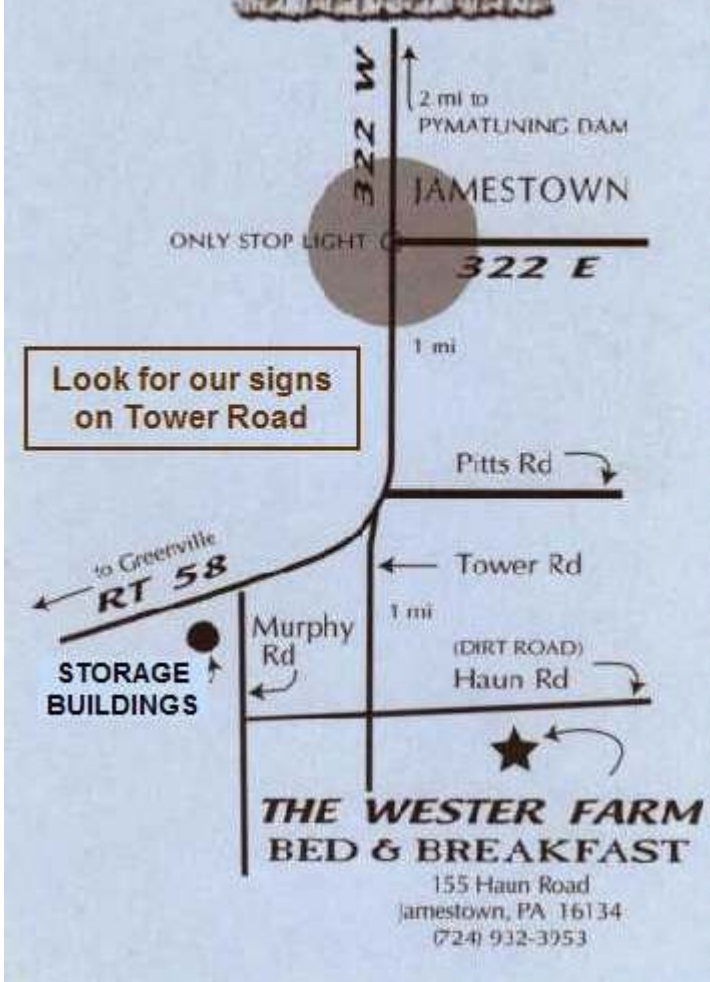 322 W
2 mi to
PYMATUNING DAM
JAMESTOWN
ONLY STOP LIGHT
322 E
1 mi
Look for our signs
on Tower Road
Pitts Rd
to Greenville
RT 58
Tower Rd
1 mi
Murphy
Rd
(DIRT ROAD)
Haun Rd
STORAGE
BUILDINGS
THE WESTER FARM
BED & BREAKFAST
155 Haun Road
Jamestown, PA 16134
(724) 932-3953